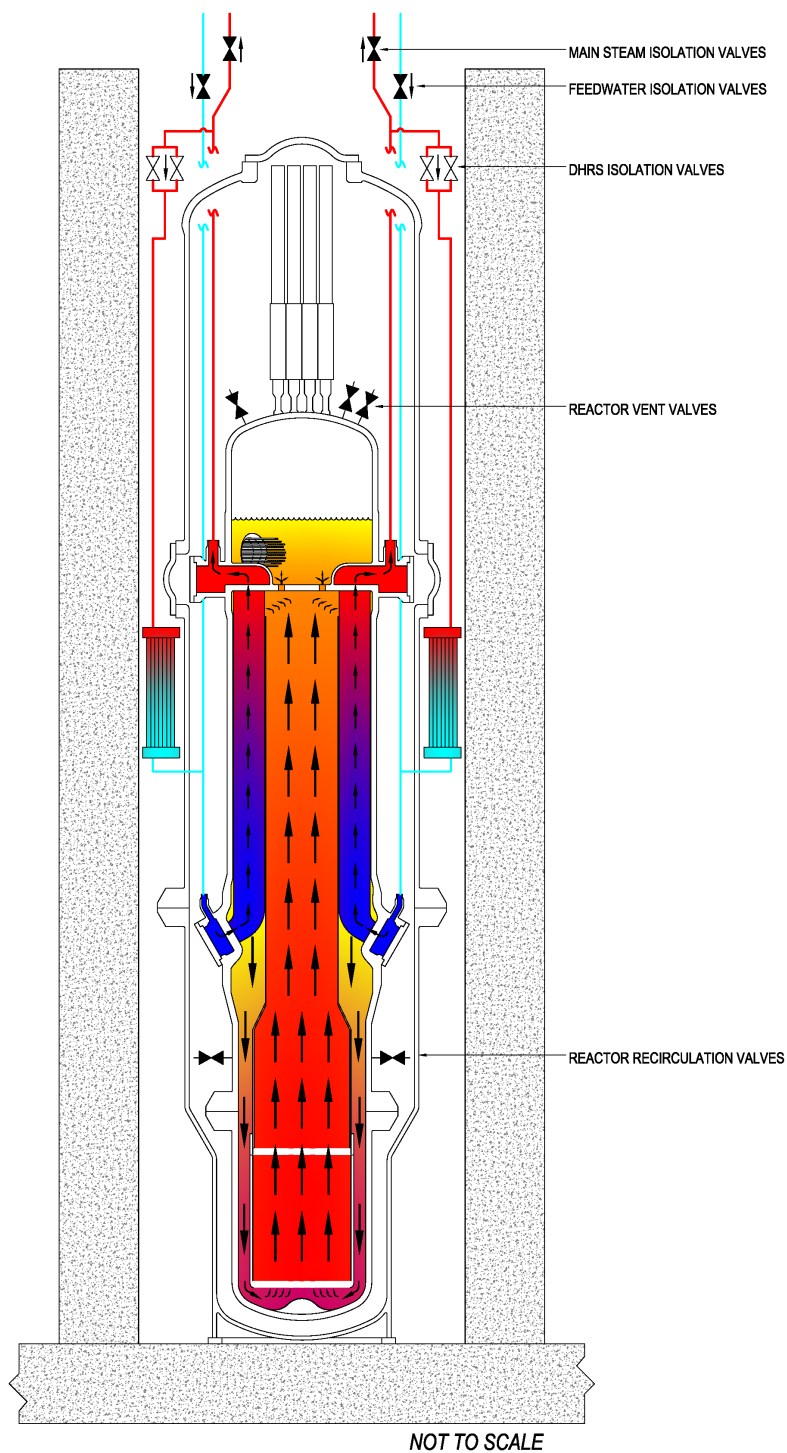 MAIN STEAM ISOLATION VALVES
FEEDWATER ISOLATION VALVES
DHRS ISOLATION VALVES
REACTOR VENT VALVES
REACTOR RECIRCULATION VALVES
NOT TO SCALE